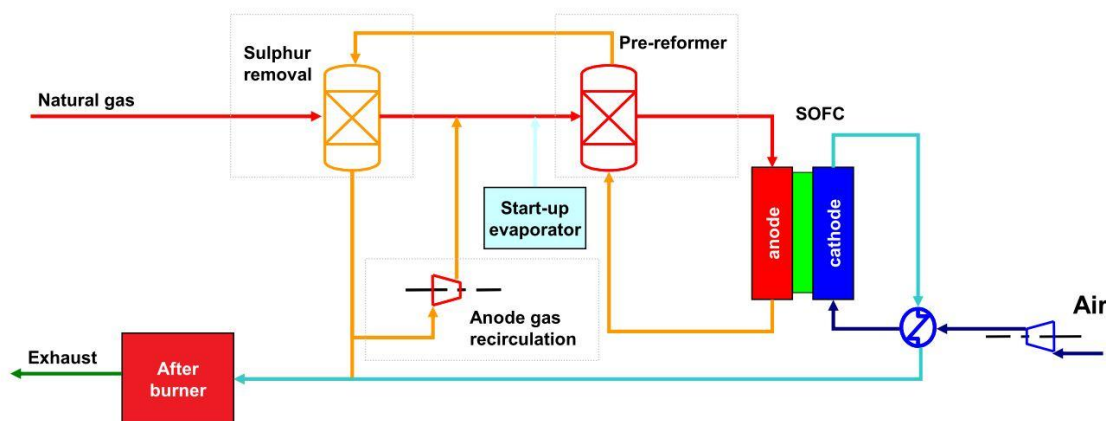 Sulphur
removal
Pre-reformer
Natural gas
SOFC
Start-up
evaporator
anode
cathode
Air
Anode gas
recirculation
Exhaust
After
burner